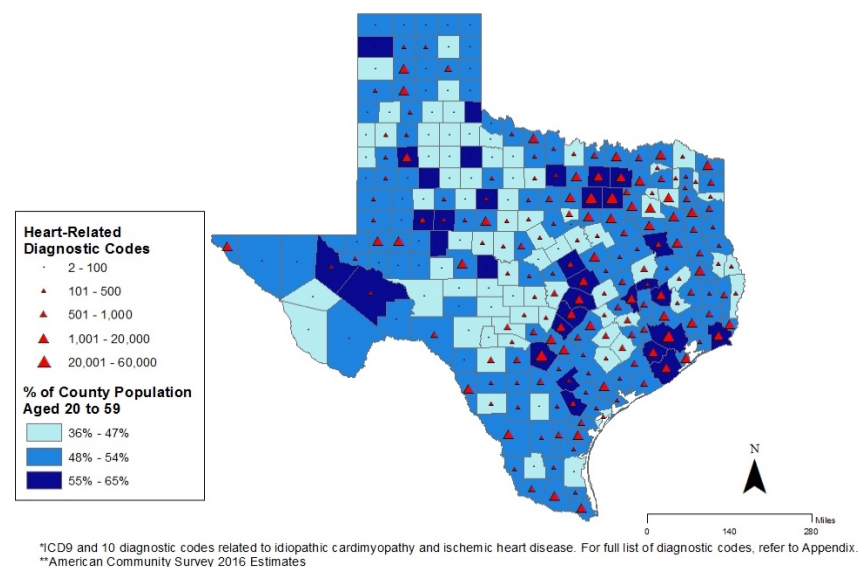 Heart-Related
Diagnostic Codes
2 - 100
101 - 500
501 - 1,000
1,001 - 20,000
20,001 - 60,000
% of County Population
Aged 20 to 59
36% - 47%
48% - 54%
55% - 65%
N
Miles
0 140 280
*ICD9 and 10 diagnostic codes related to idiopathic cardimyopathy and ischemic heart disease. For full list of diagnostic codes, refer to Appendix.
**American Community Survey 2016 Estimates